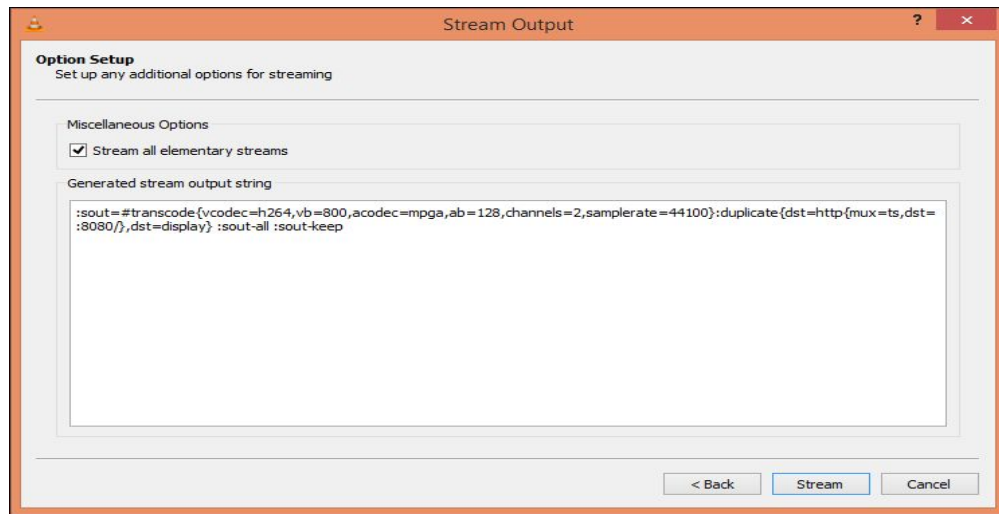 Stream Output
? ×
Option Setup
Set up any additional options for streaming
Miscellaneous Options
Stream all elementary streams
Generated stream output string
:sout=#transcode{vcodec=h264,vb=800,acodec=mpga,ab=128,channels=2,samplerate=44100}:duplicate{dst=http{mux=ts,dst=
:8080/},dst=display} :sout-all :sout-keep
< Back Stream Cancel